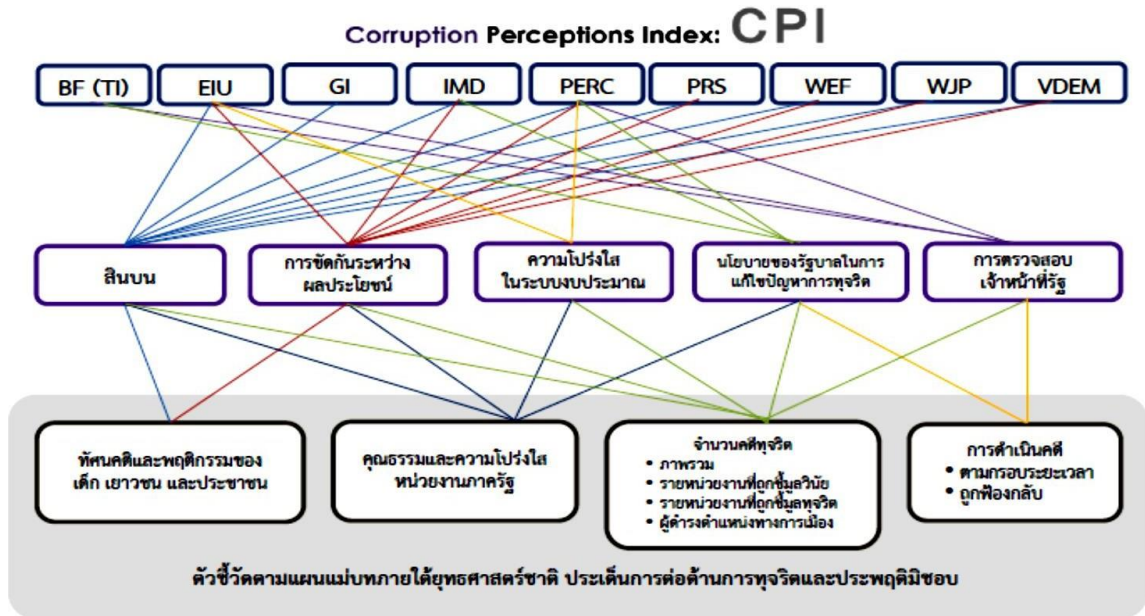 Corruption Perceptions Index: CPI
BF (TI)
EIU
GI
IMD
PERC
PRS
WEF
WJP
VDEM
สินบน
การขัดกันระหว่าง
ผลประโยชน์
ความโปร่งใส
ในระบบงบประมาณ
นโยบายของรัฐบาลในการ
แก้ไขปัญหาการทุจริต
การตรวจสอบ
เจ้าหน้าที่รัฐ
ทัศนคติและพฤติกรรมของ
เด็ก เยาวชน และประชาชน
คุณธรรมและความโปร่งใส
หน่วยงานภาครัฐ
จำนวนคดีทุจริต
• ภาพรวม
• รายหน่วยงานที่ถูกชี้มูลวินัย
• รายหน่วยงานที่ถูกชี้มูลทุจริต
• ผู้ดำรงตำแหน่งทางการเมือง
การดำเนินคดี
• ตามกรอบระยะเวลา
• ถูกฟ้องกลับ
ตัวชี้วัดตามแผนแม่บทภายใต้ยุทธศาสตร์ชาติ ประเด็นการต่อต้านการทุจริตและประพฤติมิชอบ